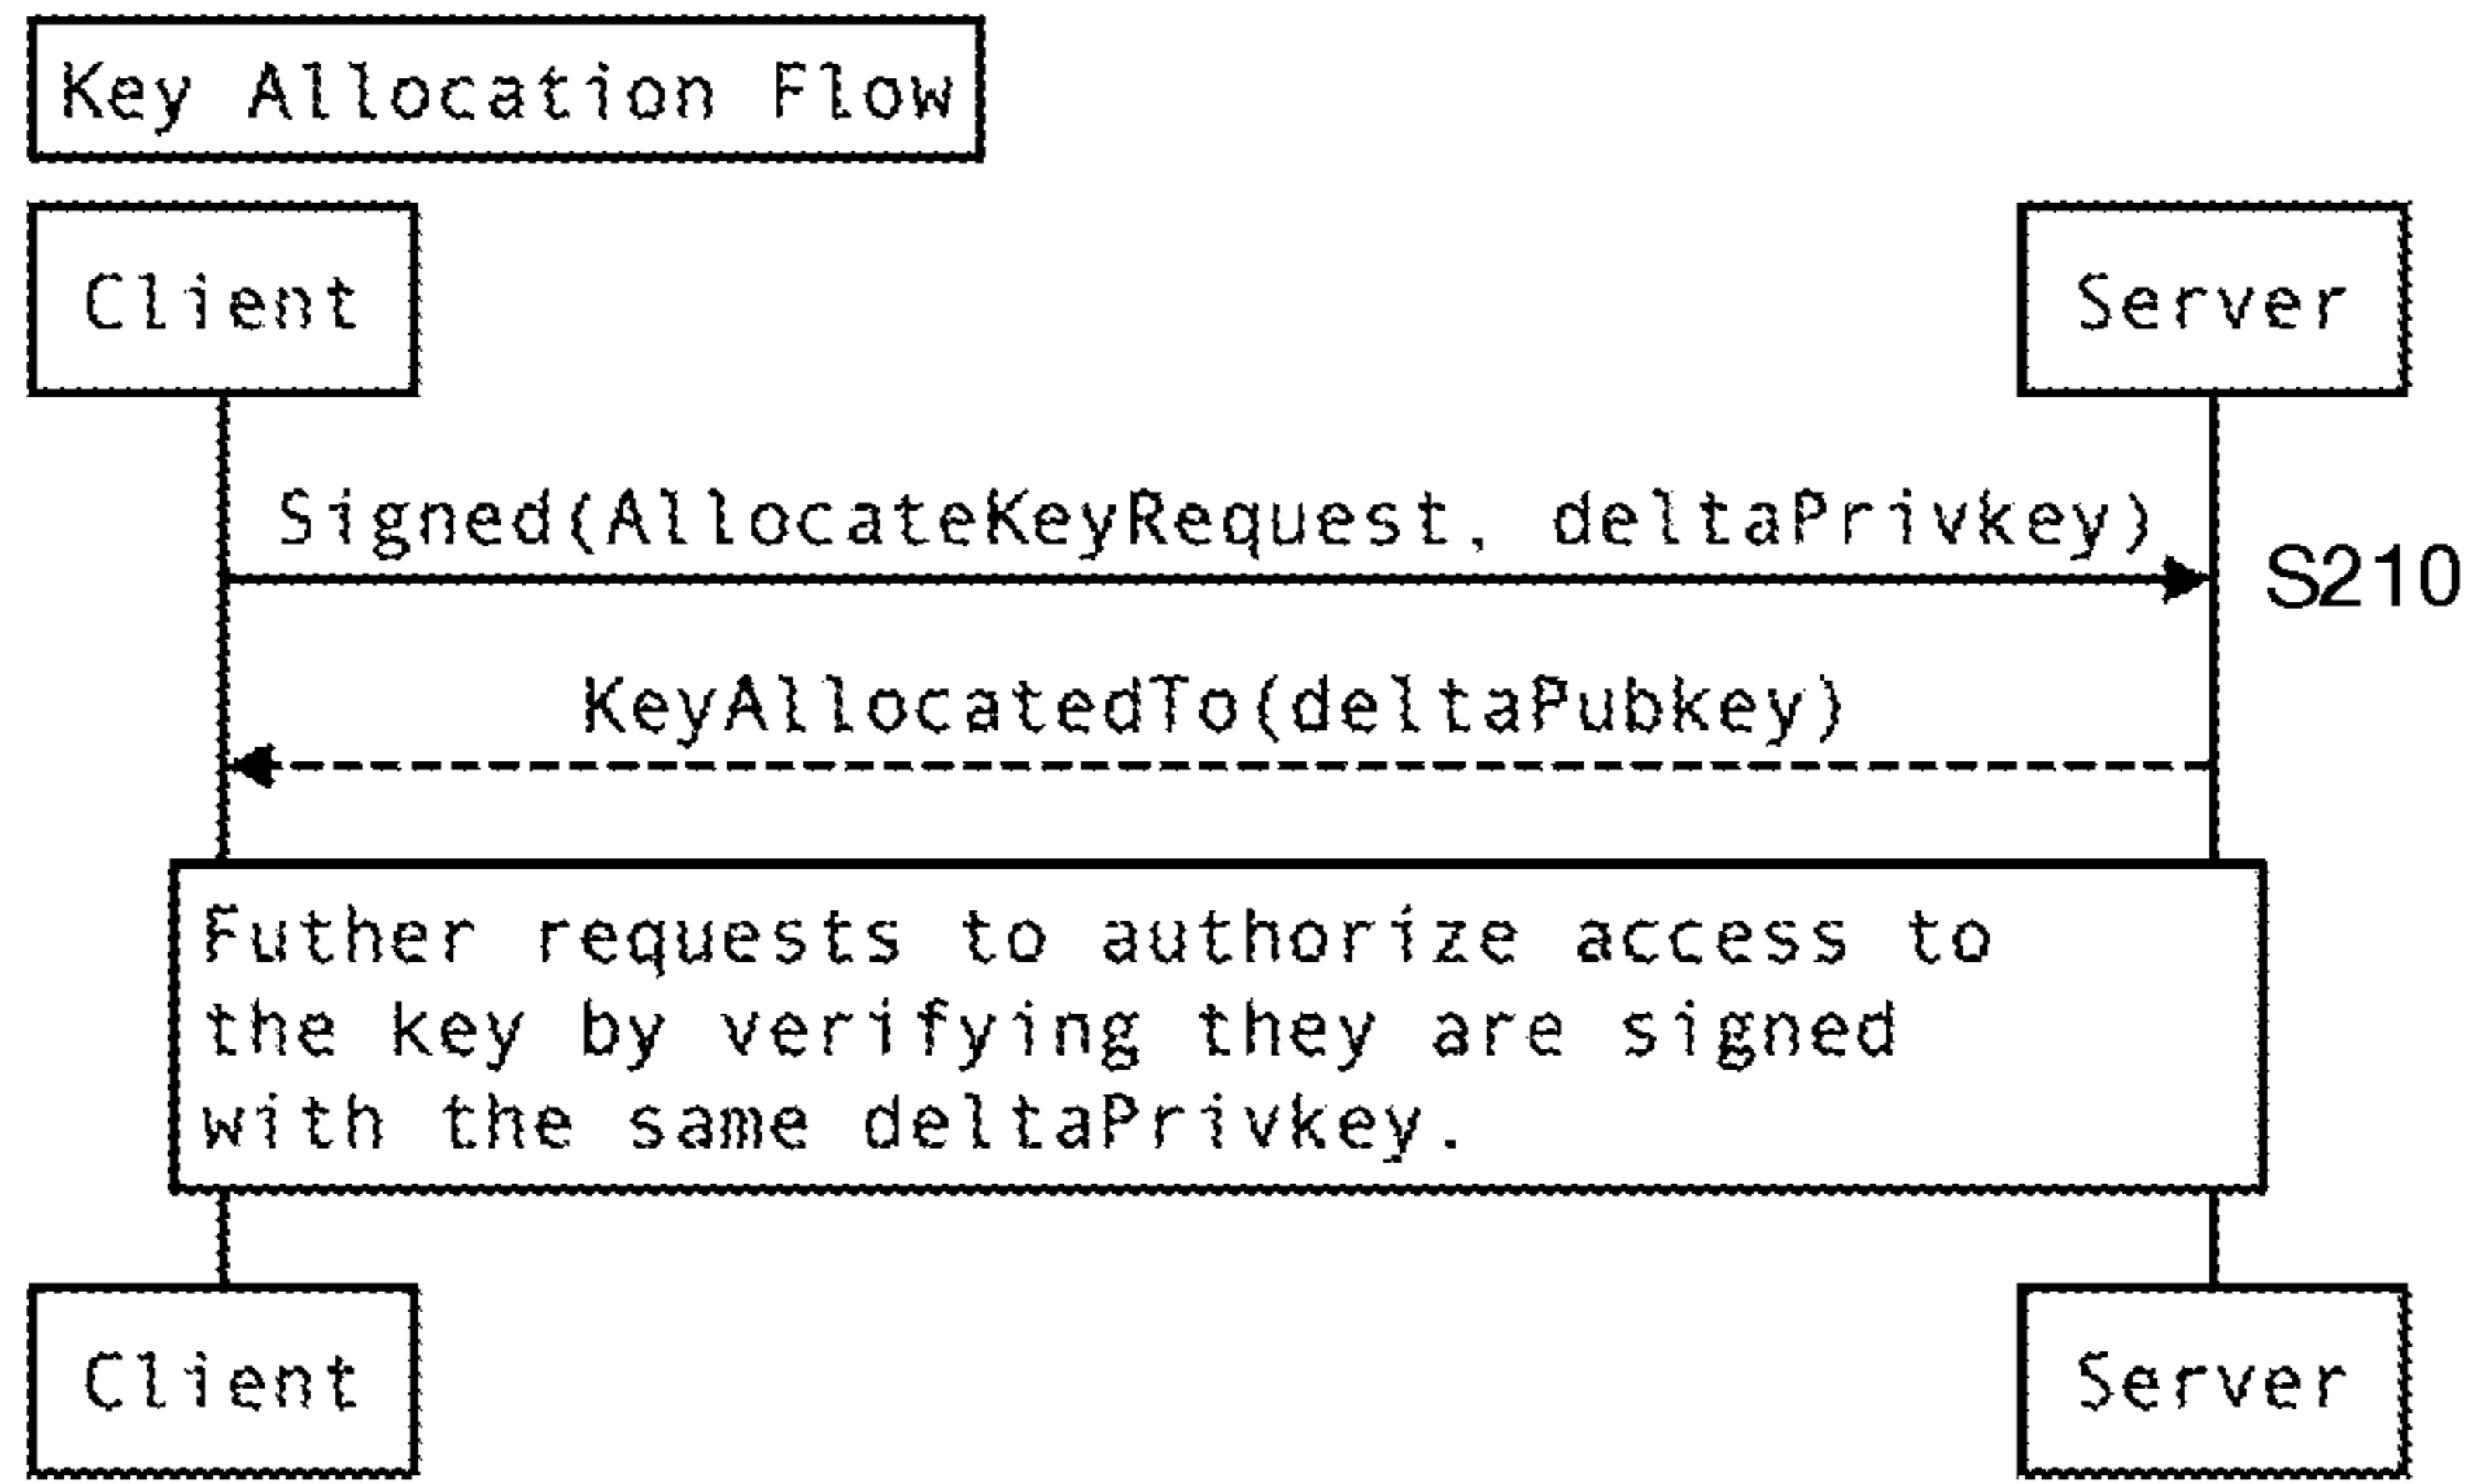 Key Allocation Flow
Client
Server
Signed(AllocateKeyRequest, deltaPrivkey)
S210
KeyAllocatedTo(deltaPubkey)
Futher requests to authorize access to
the key by verifying they are signed
with the same deltaPrivkey.
Client
Server